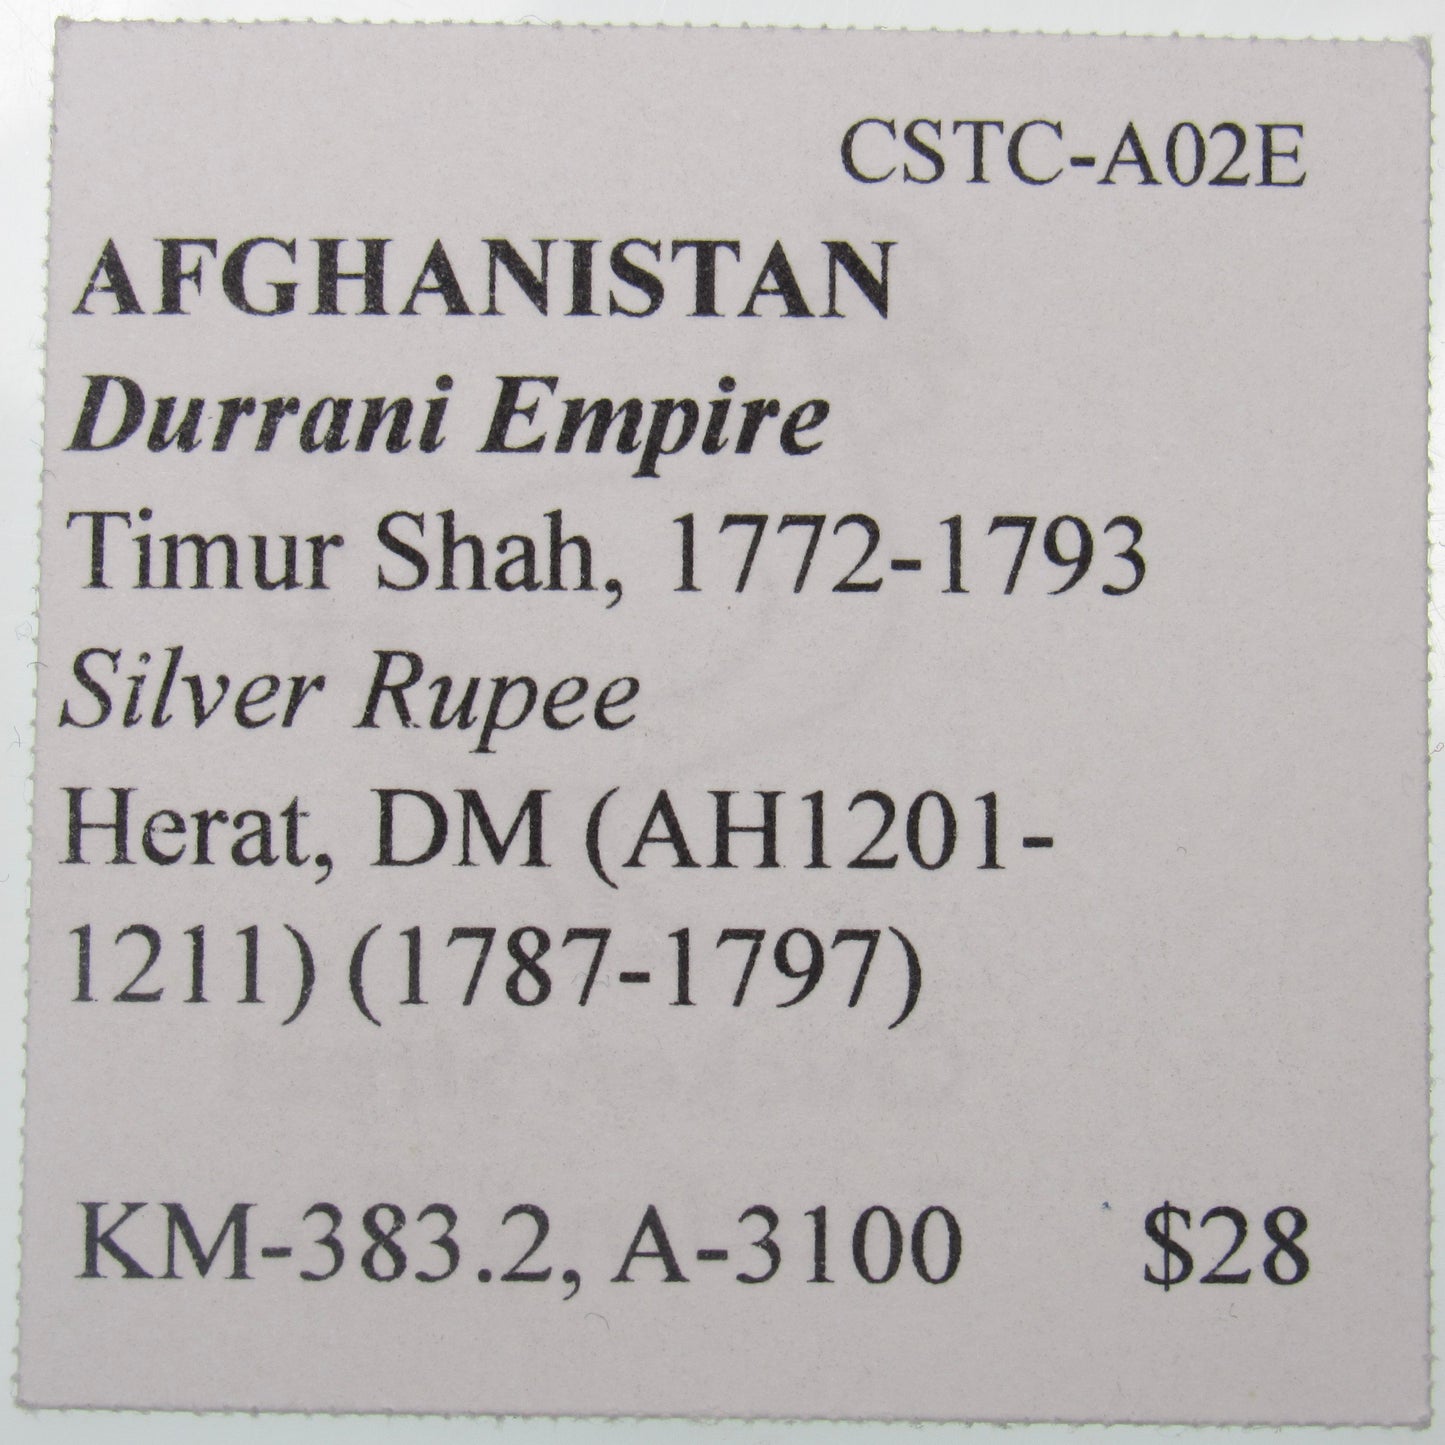 CSTC-A02E
AFGHANISTAN
Durrani Empire
Timur Shah, 1772-1793
Silver Rupee
Herat, DM (AH1201-
1211) (1787-1797)
KM-383.2, A-3100 $28